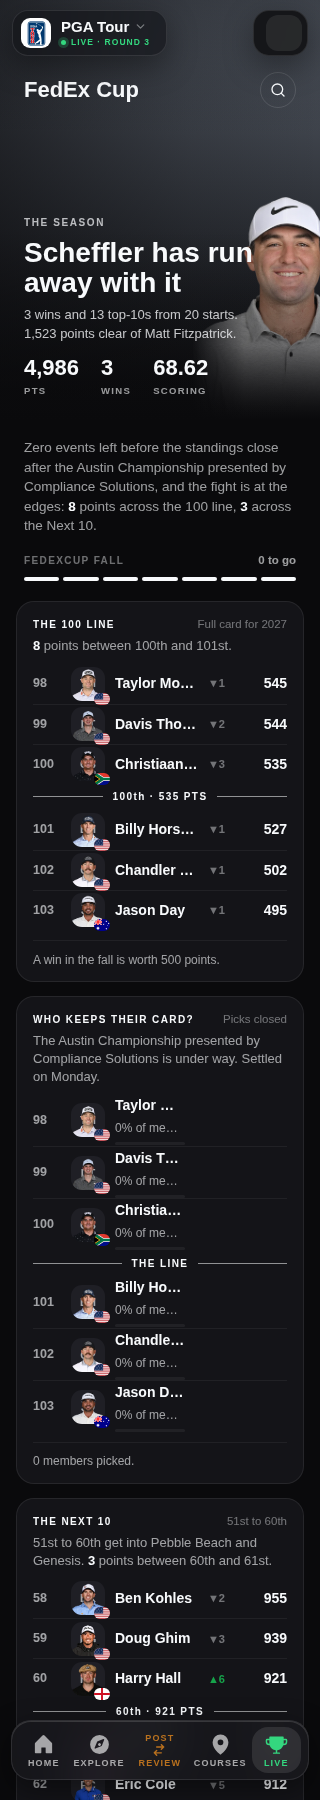 PGA Tour
LIVE · ROUND 3
FedEx Cup
THE SEASON
Scheffler has run
away with it
3 wins and 13 top-10s from 20 starts.
1,523 points clear of Matt Fitzpatrick.
4,986 3 68.62
PTS WINS SCORING
Zero events left before the standings close
after the Austin Championship presented by
Compliance Solutions, and the fight is at the
edges: 8 points across the 100 line, 3 across
the Next 10.
FEDEXCUP FALL 0 to go
THE 100 LINE Full card for 2027
8 points between 100th and 101st.
98 Taylor Mo... ▼1 545
99 Davis Tho... ▼2 544
100 Christiaan... ▼3 535
100th · 535 PTS
101 Billy Hors... ▼1 527
102 Chandler ... ▼1 502
103 Jason Day ▼1 495
A win in the fall is worth 500 points.
WHO KEEPS THEIR CARD? Picks closed
The Austin Championship presented by
Compliance Solutions is under way. Settled
on Monday.
98 Taylor ...
0% of me...
99 Davis T...
0% of me...
100 Christia...
0% of me...
THE LINE
101 Billy Ho...
0% of me...
102 Chandle...
0% of me...
103 Jason D...
0% of me...
0 members picked.
THE NEXT 10 51st to 60th
51st to 60th get into Pebble Beach and
Genesis. 3 points between 60th and 61st.
58 Ben Kohles ▼2 955
59 Doug Ghim ▼3 939
60 Harry Hall ▲6 921
60th · 921 PTS
HOME EXPLORE POST REVIEW COURSES LIVE
62 Eric Cole ▼5 912